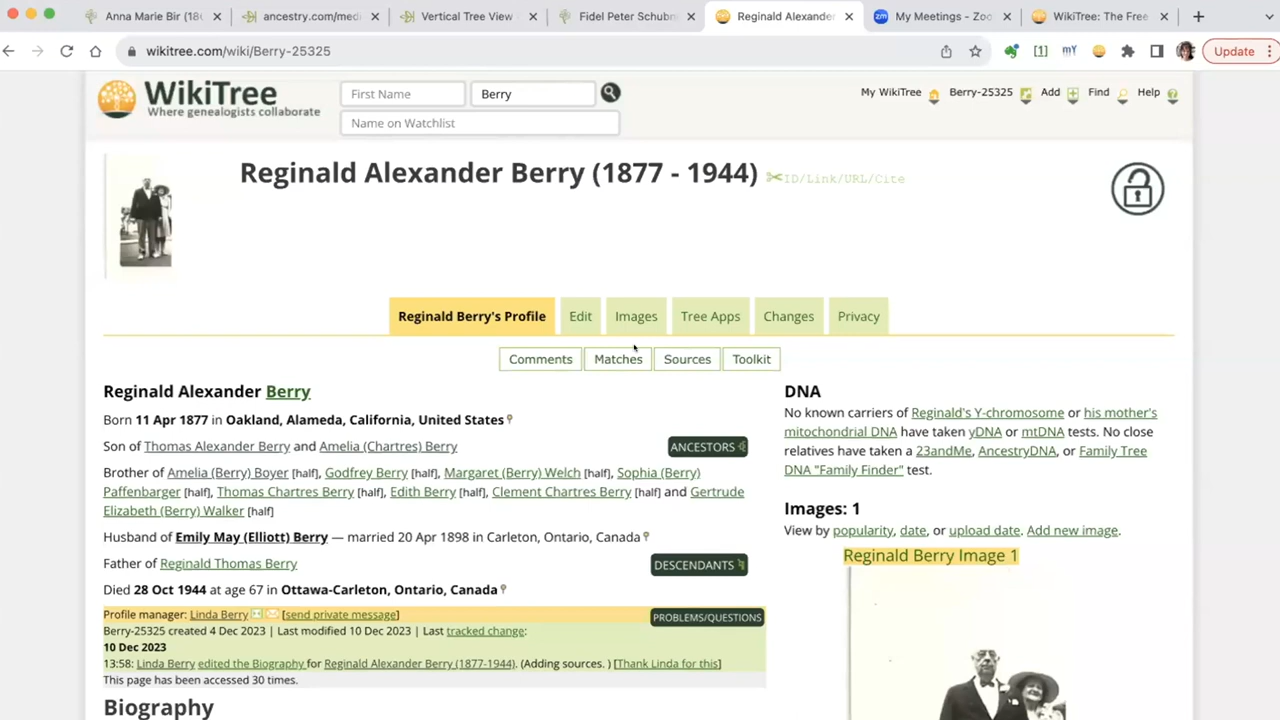 Anna Marie Bir (18
ancestry.com/medi
Vertical Tree View
Fidel Peter Schubm
Reginald Alexander
My Meetings - Zoo
WikiTree: The Free
wikitree.com/wiki/Berry-25325
[1]
mY
Update
WikiTree
Where genealogists collaborate
First Name
Berry
Name on Watchlist
My WikiTree
Berry-25325
Add
Find
Help
Reginald Alexander Berry (1877 - 1944)
ID/Link/URL/Cite
Reginald Berry's Profile
Edit
Images
Tree Apps
Changes
Privacy
Comments
Matches
Sources
Toolkit
Reginald Alexander Berry
Born 11 Apr 1877 in Oakland, Alameda, California, United States
Son of Thomas Alexander Berry and Amelia (Chartres) Berry
ANCESTORS
Brother of Amelia (Berry) Boyer [half], Godfrey Berry [half], Margaret (Berry) Welch [half], Sophia (Berry)
Paffenbarger [half], Thomas Chartres Berry [half], Edith Berry [half], Clement Chartres Berry [half] and Gertrude
Elizabeth (Berry) Walker [half]
Husband of Emily May (Elliott) Berry — married 20 Apr 1898 in Carleton, Ontario, Canada
Father of Reginald Thomas Berry
DESCENDANTS
Died 28 Oct 1944 at age 67 in Ottawa-Carleton, Ontario, Canada
Profile manager: Linda Berry [send private message]
PROBLEMS/QUESTIONS
Berry-25325 created 4 Dec 2023 | Last modified 10 Dec 2023 | Last tracked change:
10 Dec 2023
13:58: Linda Berry edited the Biography for Reginald Alexander Berry (1877-1944). (Adding sources. ) [Thank Linda for this]
This page has been accessed 30 times.
Biography
DNA
No known carriers of Reginald's Y-chromosome or his mother's
mitochondrial DNA have taken yDNA or mtDNA tests. No close
relatives have taken a 23andMe, AncestryDNA, or Family Tree
DNA "Family Finder" test.
Images: 1
View by popularity, date, or upload date. Add new image.
Reginald Berry Image 1